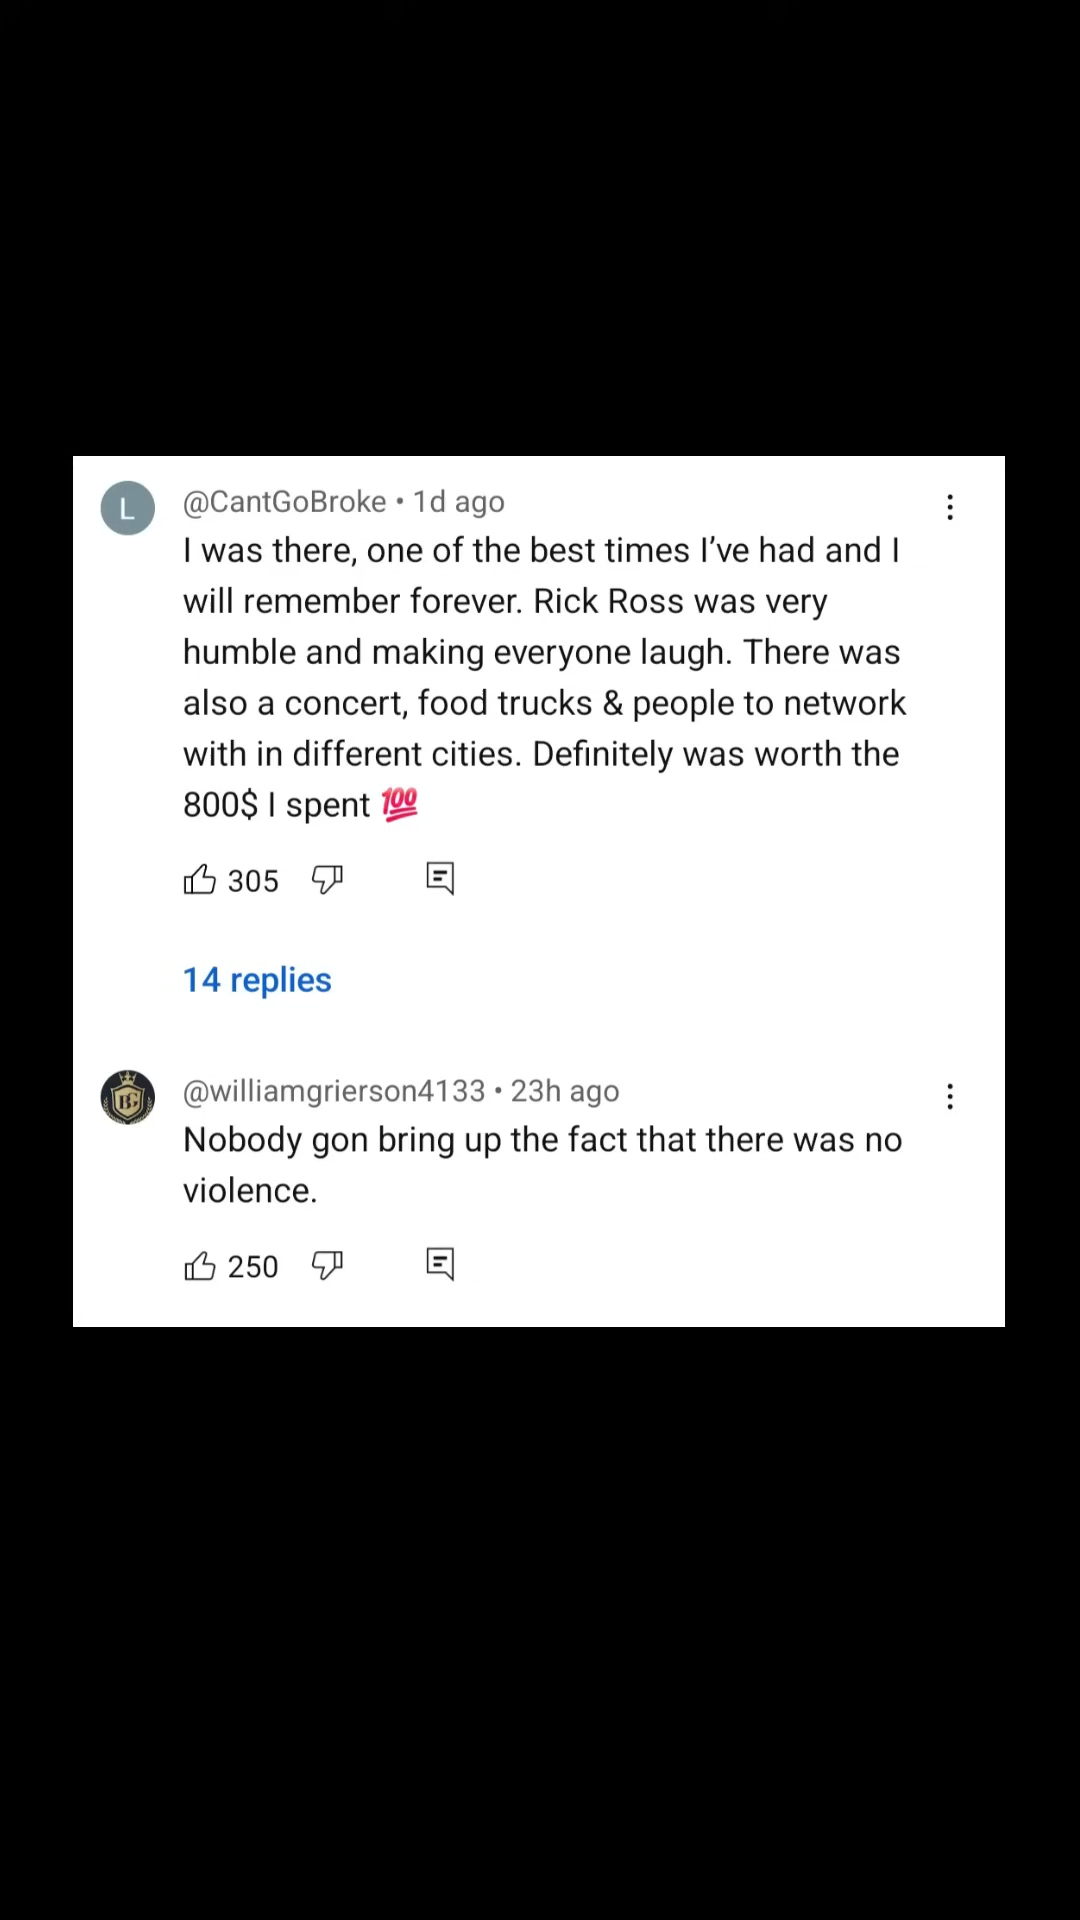 L
@CantGoBroke • 1d ago
I was there, one of the best times I’ve had and I
will remember forever. Rick Ross was very
humble and making everyone laugh. There was
also a concert, food trucks & people to network
with in different cities. Definitely was worth the
800$ I spent 💯
305
14 replies
BG
@williamgrierson4133 • 23h ago
Nobody gon bring up the fact that there was no
violence.
250